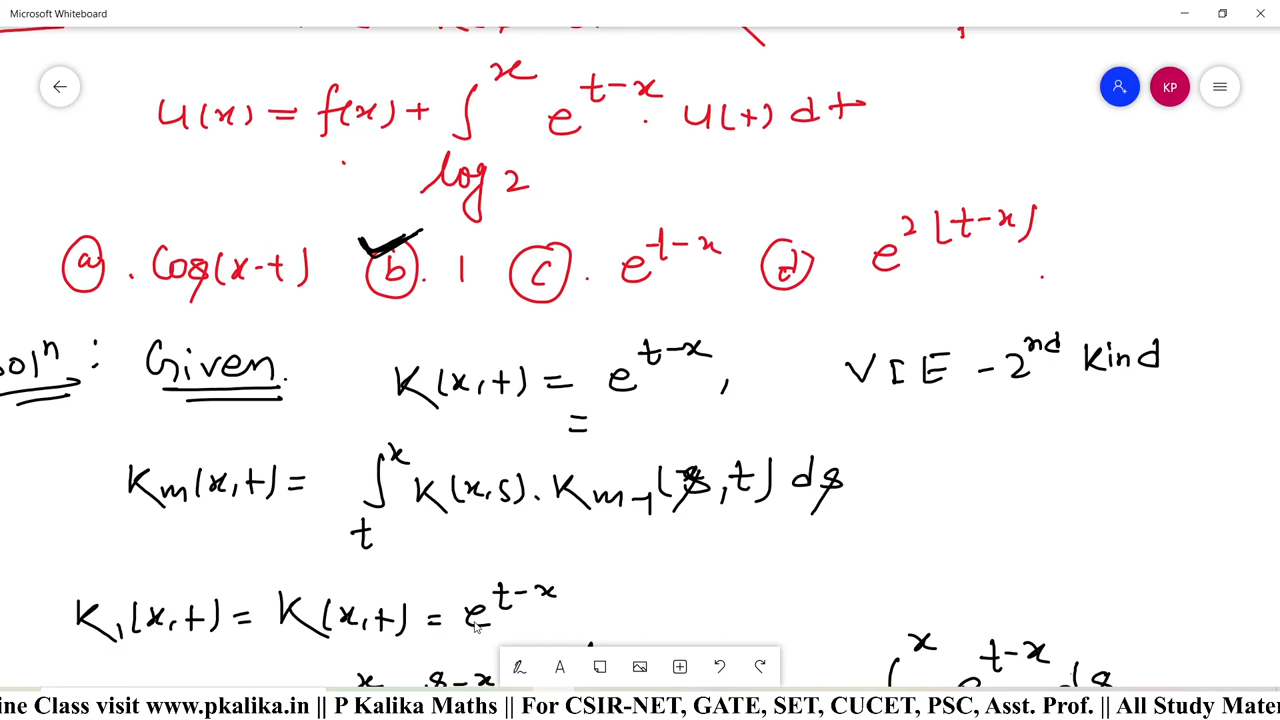 Microsoft Whiteboard
KP
u(x) = f(x) + ∫_{log 2}^{x} e^{t-x} . u(t) dt
(a) . Cos(x-t) (b) . 1 (c) . e^{t-x} (d) e^{2(t-x)}
Solⁿ : Given. K(x,t) = e^{t-x} , VIE - 2nd kind
=
Km(x,t) = ∫_{t}^{x} K(x,s) . K_{m-1}(s,t) ds
K₁(x,t) = K(x,t) = e^{t-x}
x s-x ∫^{x} e^{t-x} ds
ine Class visit www.pkalika.in || P Kalika Maths || For CSIR-NET, GATE, SET, CUCET, PSC, Asst. Prof. || All Study Mater